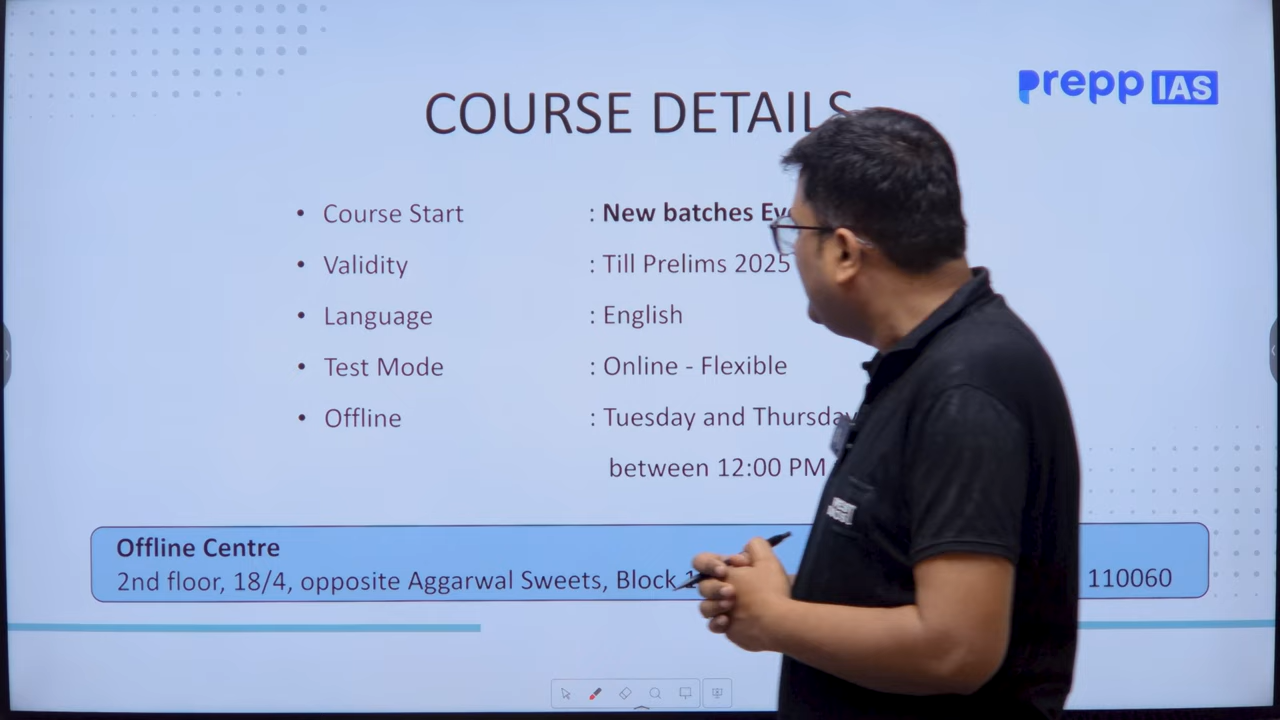 prepp IAS
COURSE DETAILS
• Course Start : New batches
• Validity : Till Prelims 2025
• Language : English
• Test Mode : Online - Flexible
• Offline : Tuesday and Thursday
between 12:00 PM
Offline Centre
2nd floor, 18/4, opposite Aggarwal Sweets, Block 110060